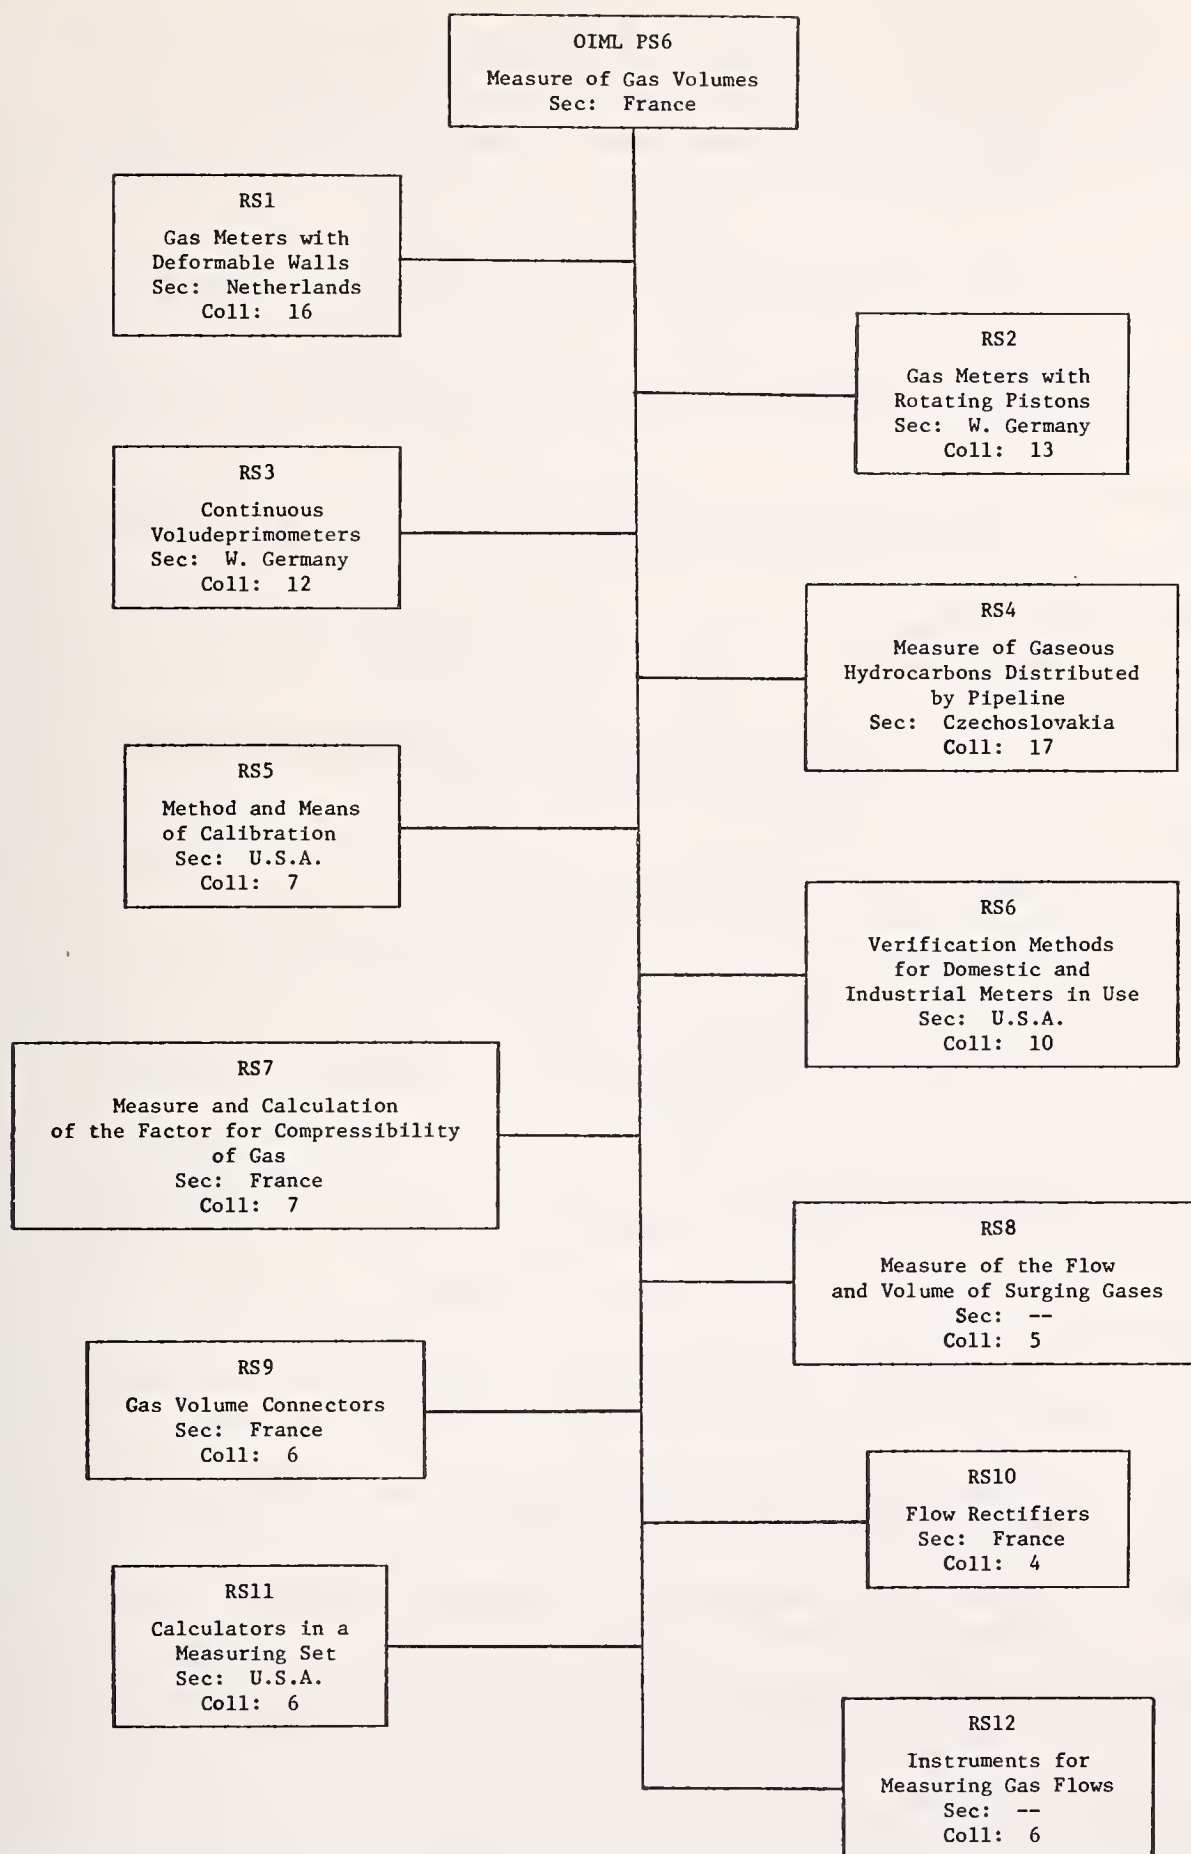 OIML PS6
Measure of Gas Volumes
Sec: France
RS1
Gas Meters with
Deformable Walls
Sec: Netherlands
Coll: 16
RS2
Gas Meters with
Rotating Pistons
Sec: W. Germany
Coll: 13
RS3
Continuous
Voludeprimometers
Sec: W. Germany
Coll: 12
RS4
Measure of Gaseous
Hydrocarbons Distributed
by Pipeline
Sec: Czechoslovakia
Coll: 17
RS5
Method and Means
of Calibration
Sec: U.S.A.
Coll: 7
RS6
Verification Methods
for Domestic and
Industrial Meters in Use
Sec: U.S.A.
Coll: 10
RS7
Measure and Calculation
of the Factor for Compressibility
of Gas
Sec: France
Coll: 7
RS8
Measure of the Flow
and Volume of Surging Gases
Sec: --
Coll: 5
RS9
Gas Volume Connectors
Sec: France
Coll: 6
RS10
Flow Rectifiers
Sec: France
Coll: 4
RS11
Calculators in a
Measuring Set
Sec: U.S.A.
Coll: 6
RS12
Instruments for
Measuring Gas Flows
Sec: --
Coll: 6